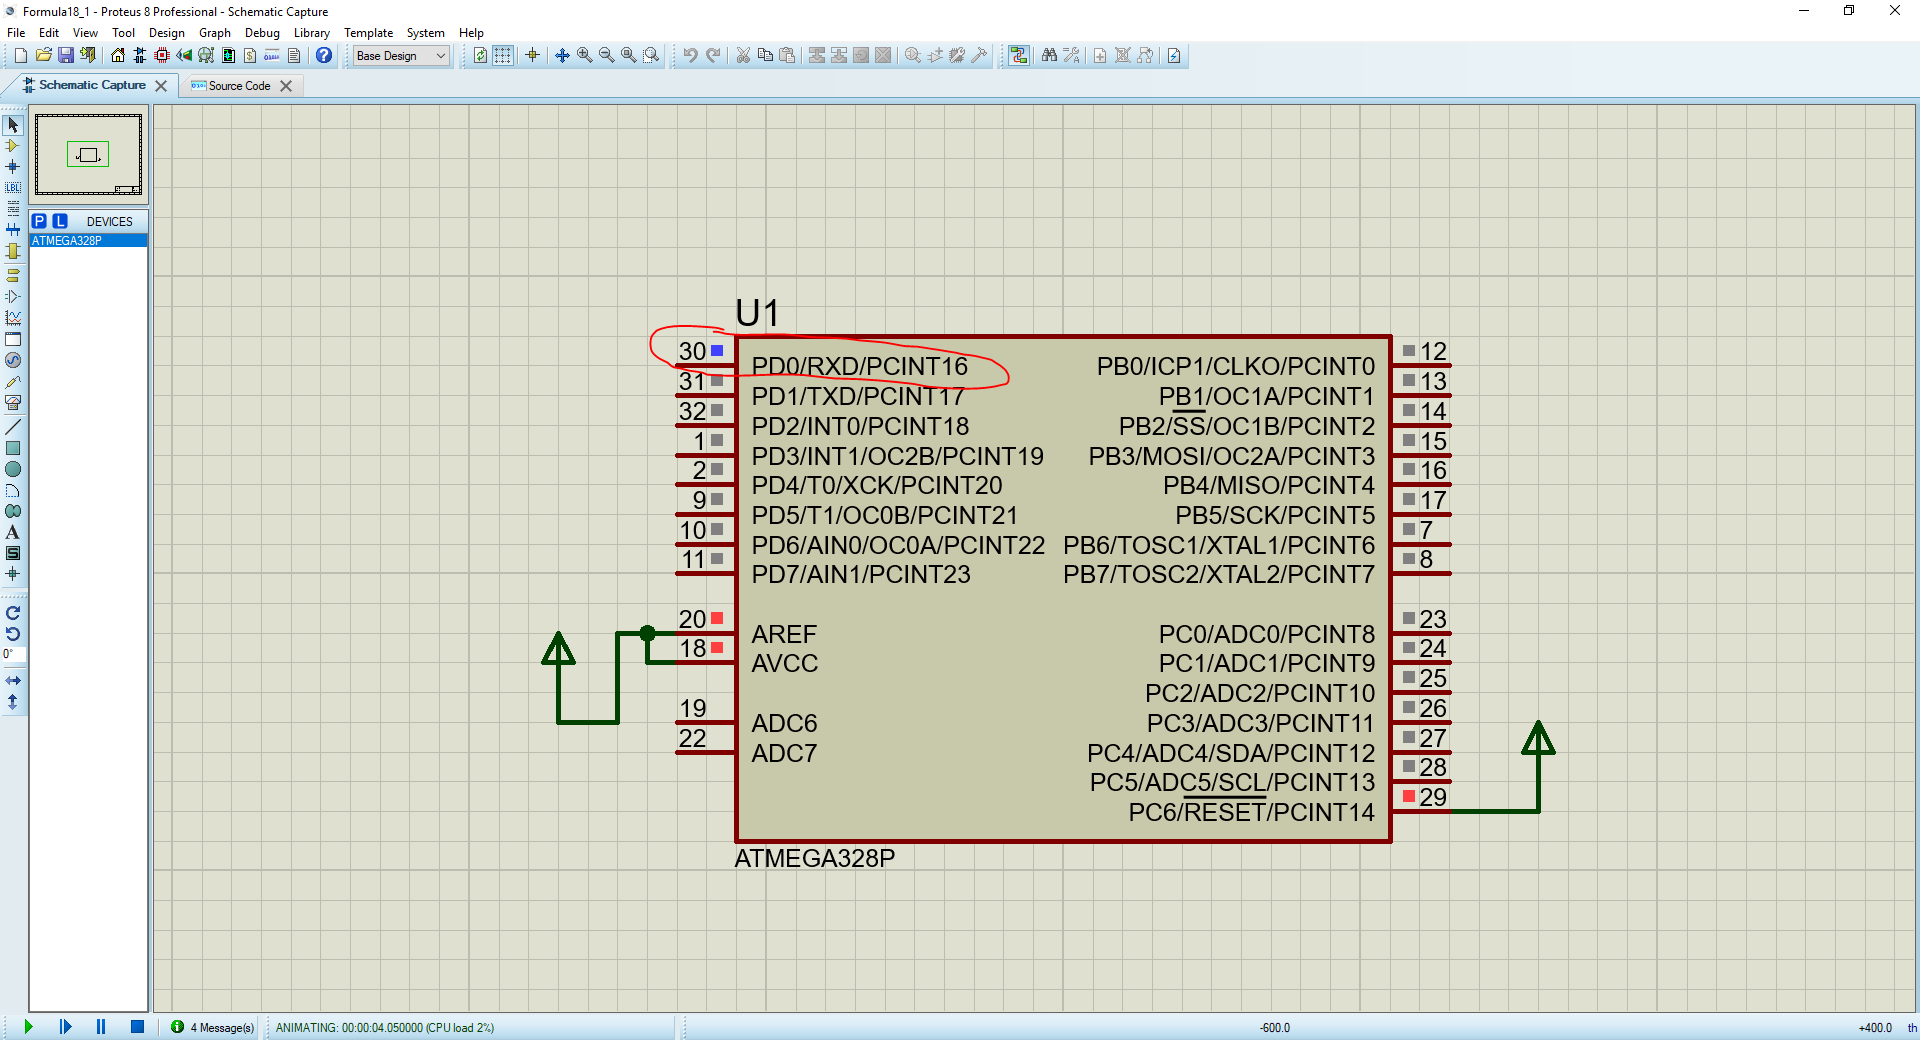 Formula18_1 - Proteus 8 Professional - Schematic Capture
File Edit View Tool Design Graph Debug Library Template System Help
Base Design
Schematic Capture
Source Code
P L DEVICES
ATMEGA328P
0°
U1
30 PD0/RXD/PCINT16
31 PD1/TXD/PCINT17
32 PD2/INT0/PCINT18
1 PD3/INT1/OC2B/PCINT19
2 PD4/T0/XCK/PCINT20
9 PD5/T1/OC0B/PCINT21
10 PD6/AIN0/OC0A/PCINT22
11 PD7/AIN1/PCINT23
20 AREF
18 AVCC
19 ADC6
22 ADC7
PB0/ICP1/CLKO/PCINT0 12
PB1/OC1A/PCINT1 13
PB2/SS/OC1B/PCINT2 14
PB3/MOSI/OC2A/PCINT3 15
PB4/MISO/PCINT4 16
PB5/SCK/PCINT5 17
PB6/TOSC1/XTAL1/PCINT6 7
PB7/TOSC2/XTAL2/PCINT7 8
PC0/ADC0/PCINT8 23
PC1/ADC1/PCINT9 24
PC2/ADC2/PCINT10 25
PC3/ADC3/PCINT11 26
PC4/ADC4/SDA/PCINT12 27
PC5/ADC5/SCL/PCINT13 28
PC6/RESET/PCINT14 29
ATMEGA328P
4 Message(s)
ANIMATING: 00:00:04.050000 (CPU load 2%)
-600.0
+400.0
th